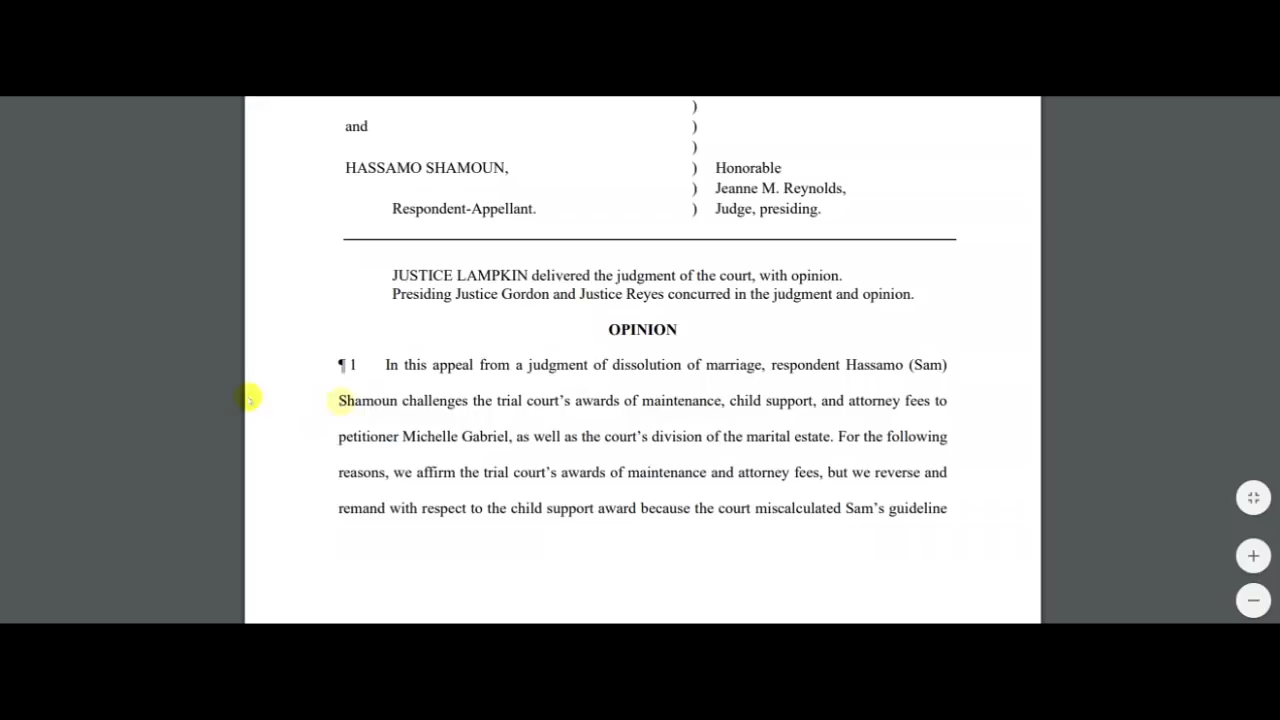 )
and )
)
HASSAMO SHAMOUN, ) Honorable
) Jeanne M. Reynolds,
Respondent-Appellant. ) Judge, presiding.
JUSTICE LAMPKIN delivered the judgment of the court, with opinion.
Presiding Justice Gordon and Justice Reyes concurred in the judgment and opinion.
OPINION
¶ 1 In this appeal from a judgment of dissolution of marriage, respondent Hassamo (Sam)
Shamoun challenges the trial court’s awards of maintenance, child support, and attorney fees to
petitioner Michelle Gabriel, as well as the court’s division of the marital estate. For the following
reasons, we affirm the trial court’s awards of maintenance and attorney fees, but we reverse and
remand with respect to the child support award because the court miscalculated Sam’s guideline